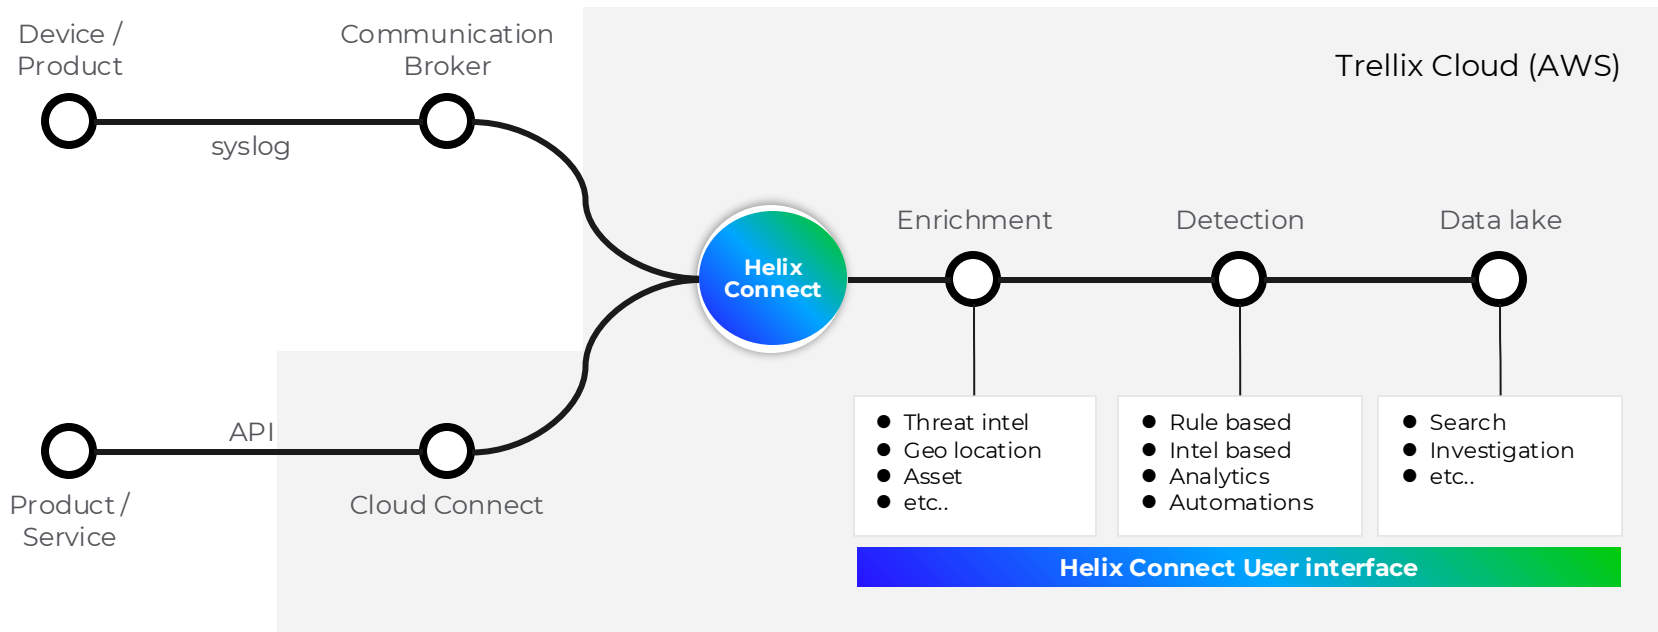 Device /
Product
Communication
Broker
Trellix Cloud (AWS)
syslog
Enrichment
Detection
Data lake
Helix
Connect
API
Product /
Service
Cloud Connect
Threat intel
Geo location
Asset
etc..
Rule based
Intel based
Analytics
Automations
Search
Investigation
etc..
Helix Connect User interface